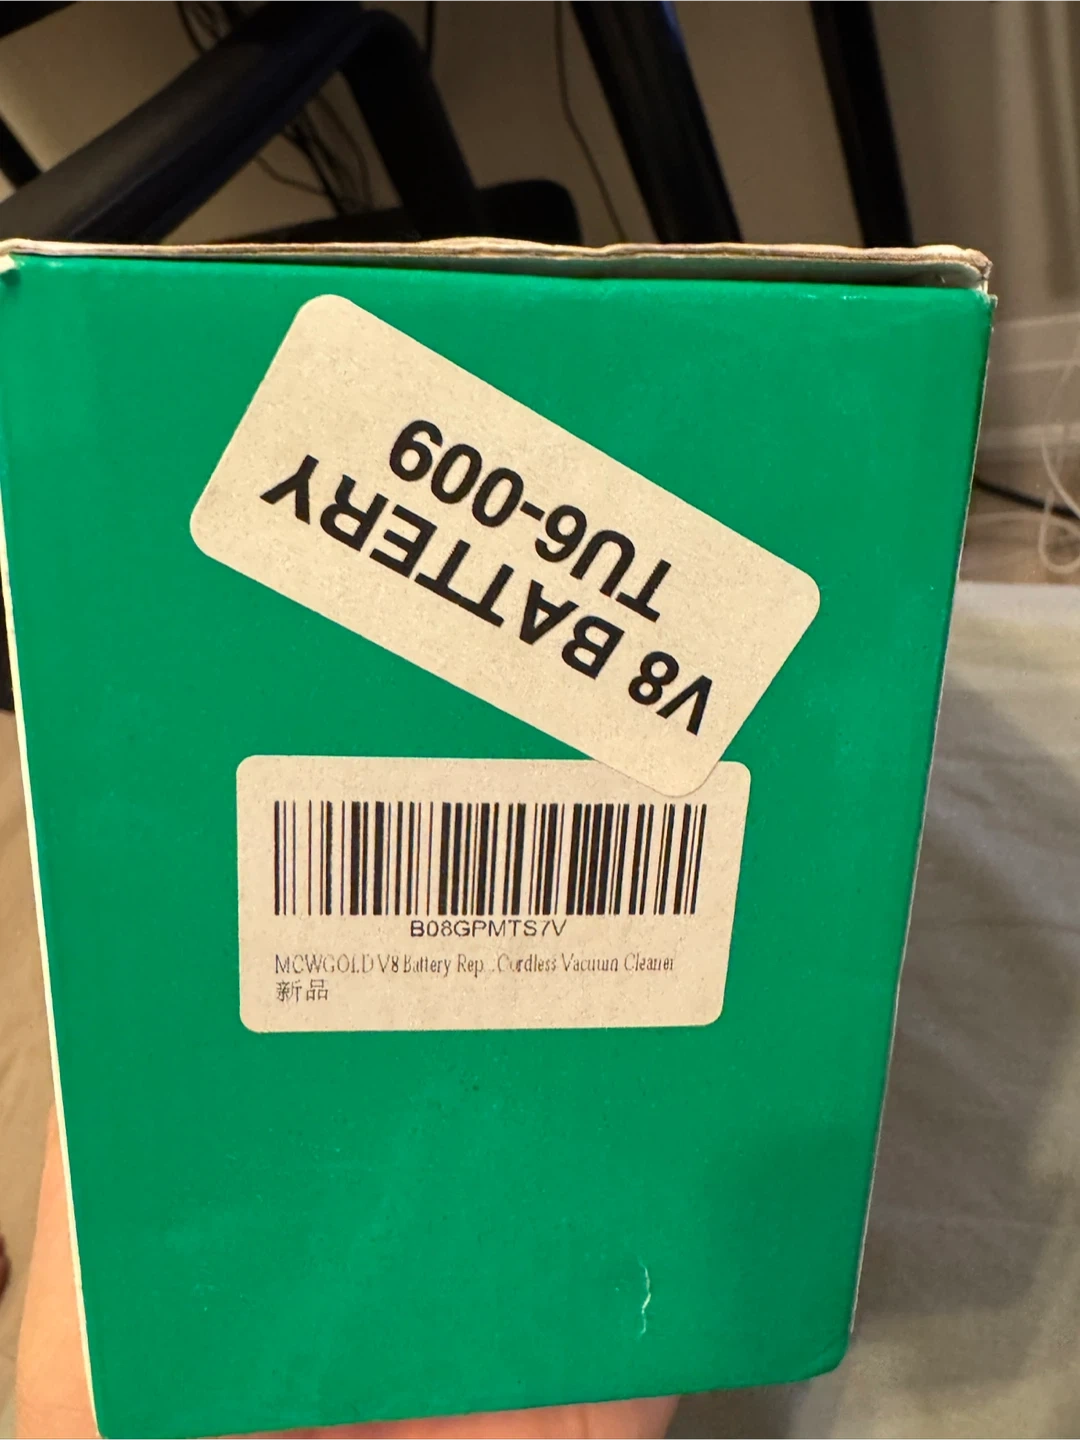 V8 BATTERY
TU6-009
B08GPMTS7V
MCWGOLD V8 Battery Rep...Cordless Vacuum Cleaner
新品